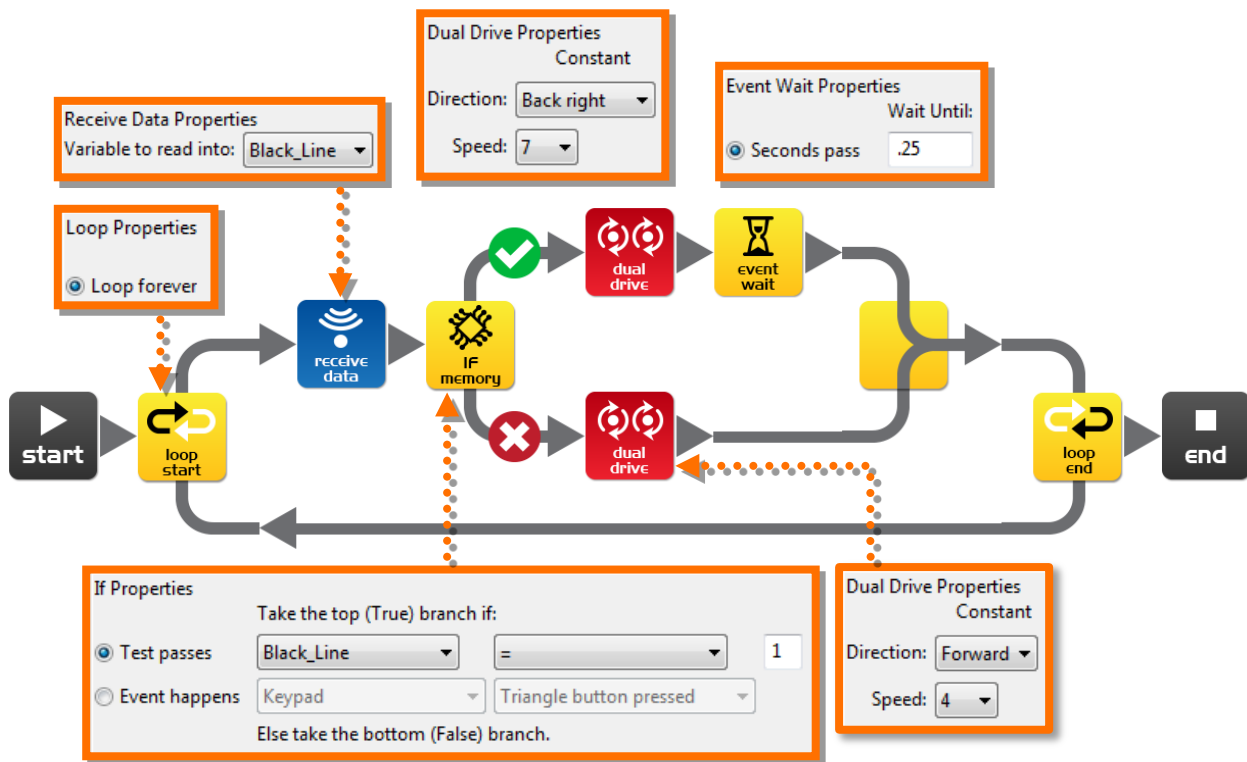 Dual Drive Properties
Constant
Direction: Back right
Speed: 7
Event Wait Properties
Wait Until:
Seconds pass .25
Receive Data Properties
Variable to read into: Black_Line
Loop Properties
Loop forever
start
loop
start
receive
data
IF
memory
dual
drive
event
wait
dual
drive
loop
end
end
If Properties
Take the top (True) branch if:
Test passes Black_Line = 1
Event happens Keypad Triangle button pressed
Else take the bottom (False) branch.
Dual Drive Properties
Constant
Direction: Forward
Speed: 4